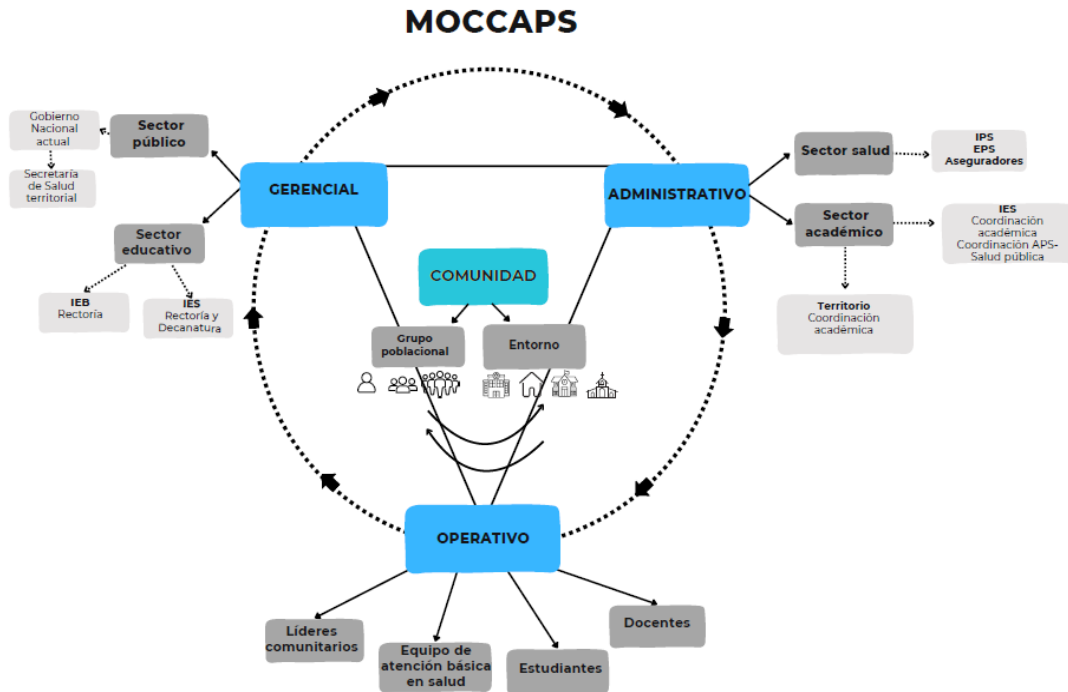 MOCCAPS
Gobierno
Nacional
actual
Secretaría
de Salud
territorial
Sector
público
GERENCIAL
Sector
educativo
IEB
Rectoría
IES
Rectoría y
Decanatura
ADMINISTRATIVO
Sector salud
IPS
EPS
Aseguradores
Sector
académico
IES
Coordinación
académica
Coordinación APS-
Salud pública
Territorio
Coordinación
académica
COMUNIDAD
Grupo
poblacional
Entorno
OPERATIVO
Líderes
comunitarios
Equipo de
atención básica
en salud
Estudiantes
Docentes